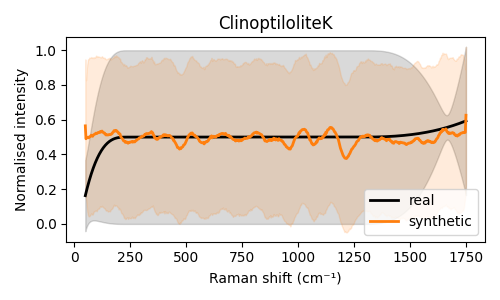 ClinoptiloliteK
Normalised intensity
1.0
0.8
0.6
0.4
0.2
0.0
real
synthetic
0
250
500
750
1000
1250
1500
1750
Raman shift (cm⁻¹)